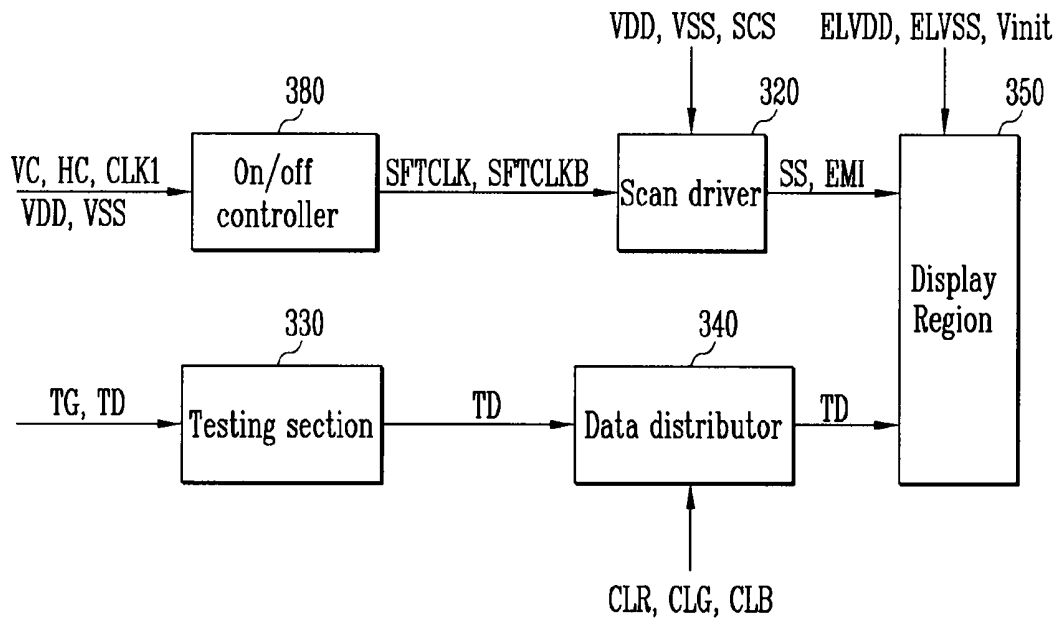 VDD, VSS, SCS
ELVDD, ELVSS, Vinit
380
320
350
VC, HC, CLK1
VDD, VSS
On/off
controller
SFTCLK, SFTCLKB
Scan driver
SS, EMI
Display
Region
330
340
TG, TD
Testing section
TD
Data distributor
TD
CLR, CLG, CLB